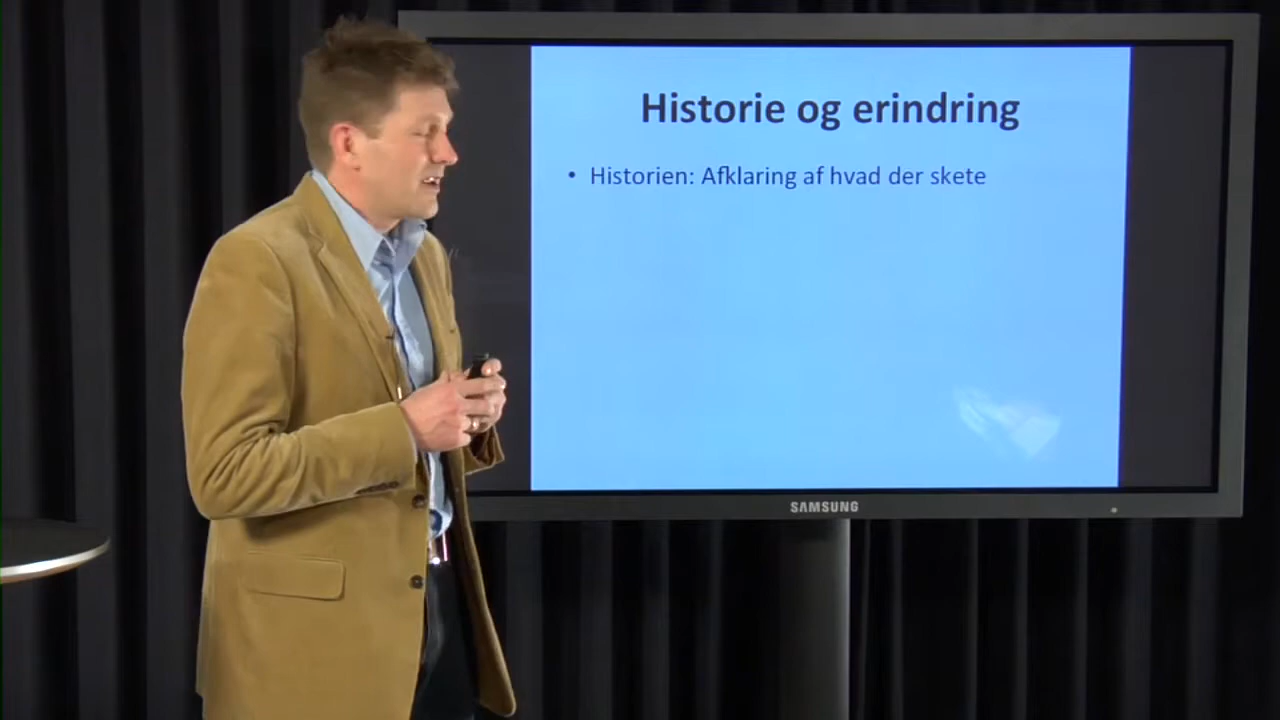 Historie og erindring
• Historien: Afklaring af hvad der skete
SAMSUNG